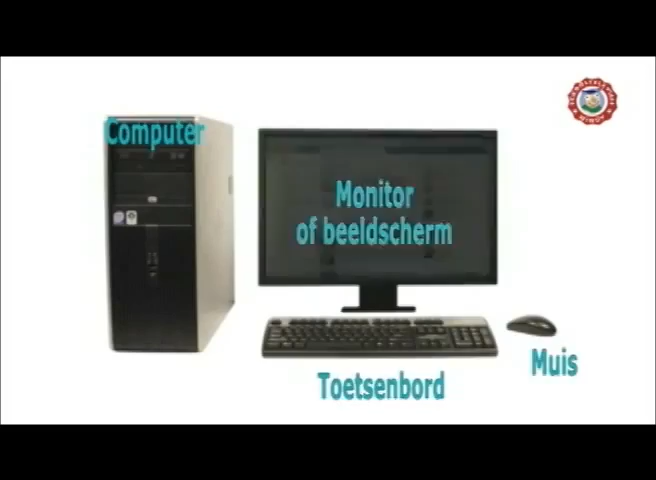 Computer
Monitor
of beeldscherm
Toetsenbord
Muis